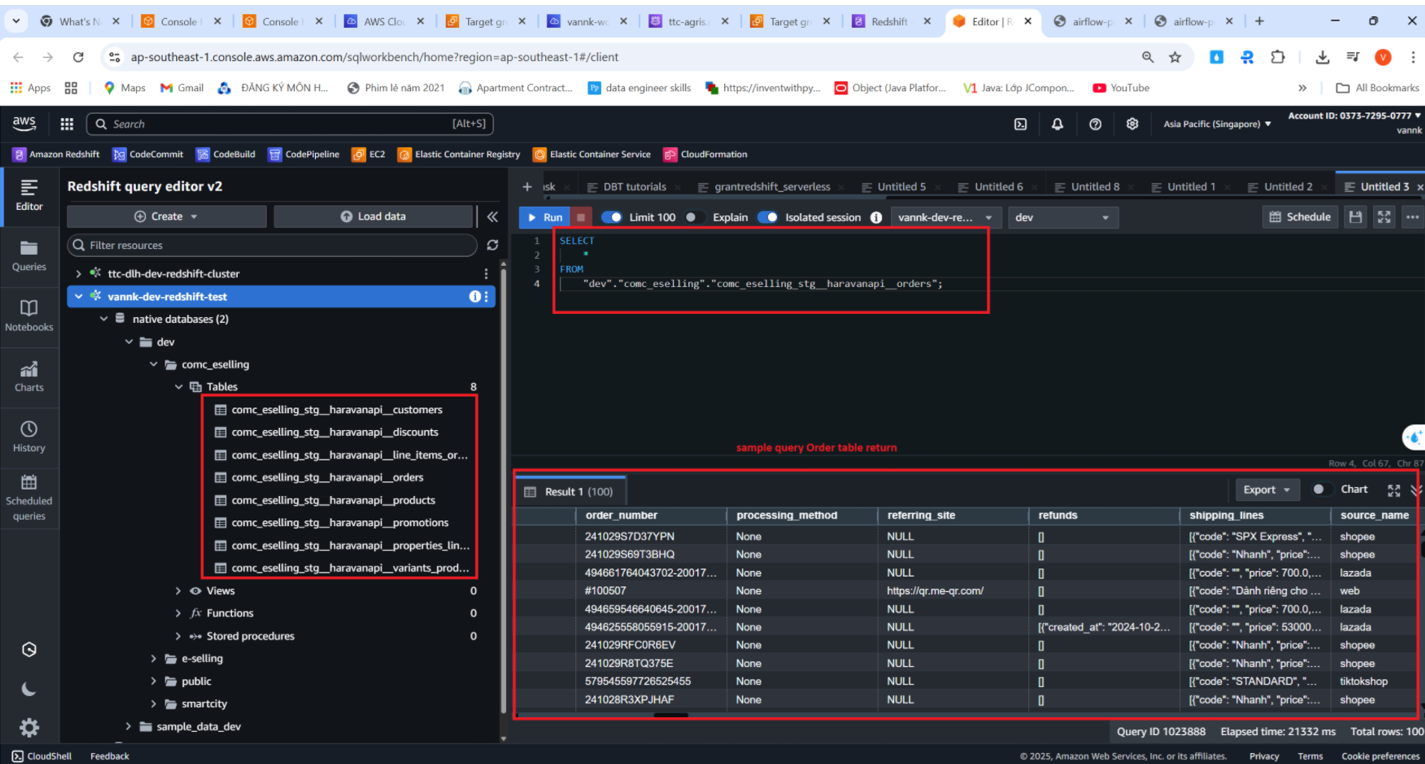 What's N
Console
Console
AWS Clou
Target gr
vannk-wo
ttc-agris.
Target gr
Redshift
Editor | R
airflow-p
airflow-p
ap-southeast-1.console.aws.amazon.com/sqlworkbench/home?region=ap-southeast-1#/client
V
Apps
Maps
Gmail
ĐĂNG KÝ MÔN H...
Phim lẻ năm 2021
Apartment Contract...
data engineer skills
https://inventwithpy...
Object (Java Platfor...
V1 Java: Lớp JCompon...
YouTube
All Bookmarks
aws
Search
[Alt+S]
Asia Pacific (Singapore)
Account ID: 0373-7295-0777
vannk
Amazon Redshift
CodeCommit
CodeBuild
CodePipeline
EC2
Elastic Container Registry
Elastic Container Service
CloudFormation
Editor
Queries
Notebooks
Charts
History
Scheduled
queries
Redshift query editor v2
Create
Load data
Filter resources
ttc-dlh-dev-redshift-cluster
vannk-dev-redshift-test
native databases (2)
dev
comc_eselling
Tables 8
comc_eselling_stg__haravanapi__customers
comc_eselling_stg__haravanapi__discounts
comc_eselling_stg__haravanapi__line_items_or...
comc_eselling_stg__haravanapi__orders
comc_eselling_stg__haravanapi__products
comc_eselling_stg__haravanapi__promotions
comc_eselling_stg__haravanapi__properties_lin...
comc_eselling_stg__haravanapi__variants_prod...
Views 0
fx Functions 0
Stored procedures 0
e-selling
public
smartcity
sample_data_dev
+ ısk
DBT tutorials
grantredshift_serverless
Untitled 5
Untitled 6
Untitled 8
Untitled 1
Untitled 2
Untitled 3
Run
Limit 100
Explain
Isolated session
vannk-dev-re...
dev
Schedule
1 SELECT
2 *
3 FROM
4 "dev"."comc_eselling"."comc_eselling_stg__haravanapi__orders";
sample query Order table return
Row 4, Col 67, Chr 87
Result 1 (100)
Export
Chart
order_number processing_method referring_site refunds shipping_lines source_name
241029S7D37YPN None NULL [] [{"code": "SPX Express", "... shopee
241029S69T3BHQ None NULL [] [{"code": "Nhanh", "price":... shopee
494661764043702-20017... None NULL [] [{"code": "", "price": 700.0,... lazada
#100507 None https://qr.me-qr.com/ [] [{"code": "Dành riêng cho ... web
494659546640645-20017... None NULL [] [{"code": "", "price": 700.0,... lazada
494625558055915-20017... None NULL [{"created_at": "2024-10-2... [{"code": "", "price": 53000... lazada
241029RFC0R6EV None NULL [] [{"code": "Nhanh", "price":... shopee
241029R8TQ375E None NULL [] [{"code": "Nhanh", "price":... shopee
579545597726525455 None NULL [] [{"code": "STANDARD", "... tiktokshop
241028R3XPJHAF None NULL [] [{"code": "Nhanh", "price":... shopee
Query ID 1023888 Elapsed time: 21332 ms Total rows: 100
CloudShell
Feedback
© 2025, Amazon Web Services, Inc. or its affiliates.
Privacy
Terms
Cookie preferences